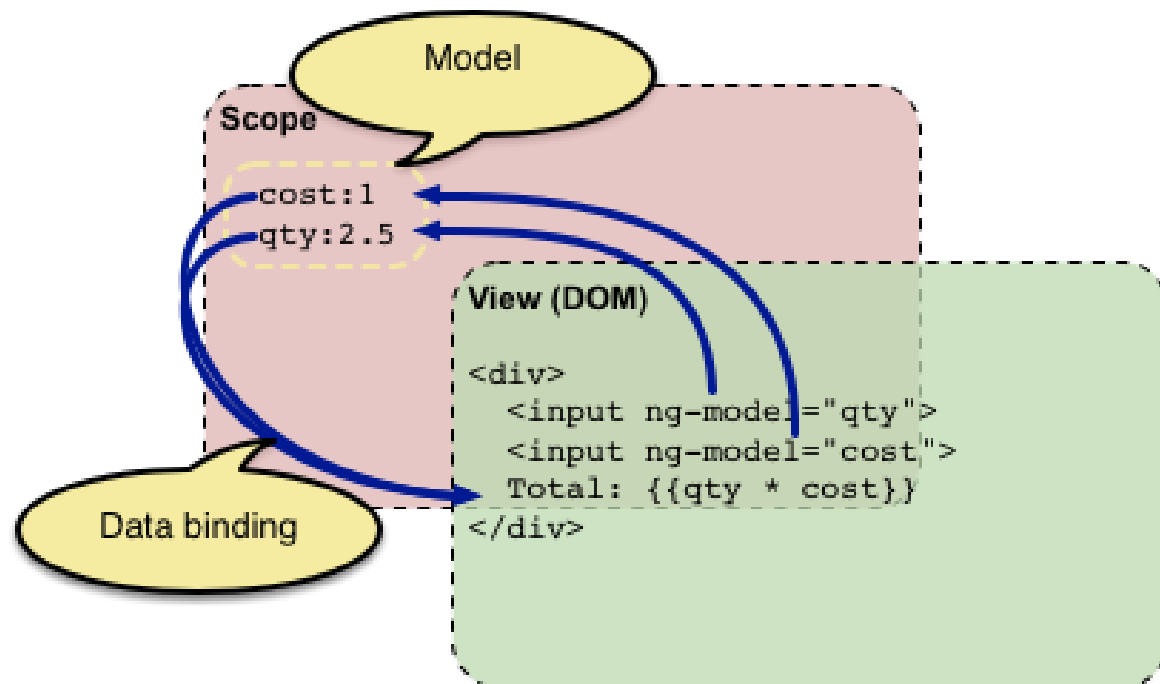 Model
Scope
cost:1
qty:2.5
View (DOM)
<div>
<input ng-model="qty">
<input ng-model="cost">
Total: {{qty * cost}}
</div>
Data binding